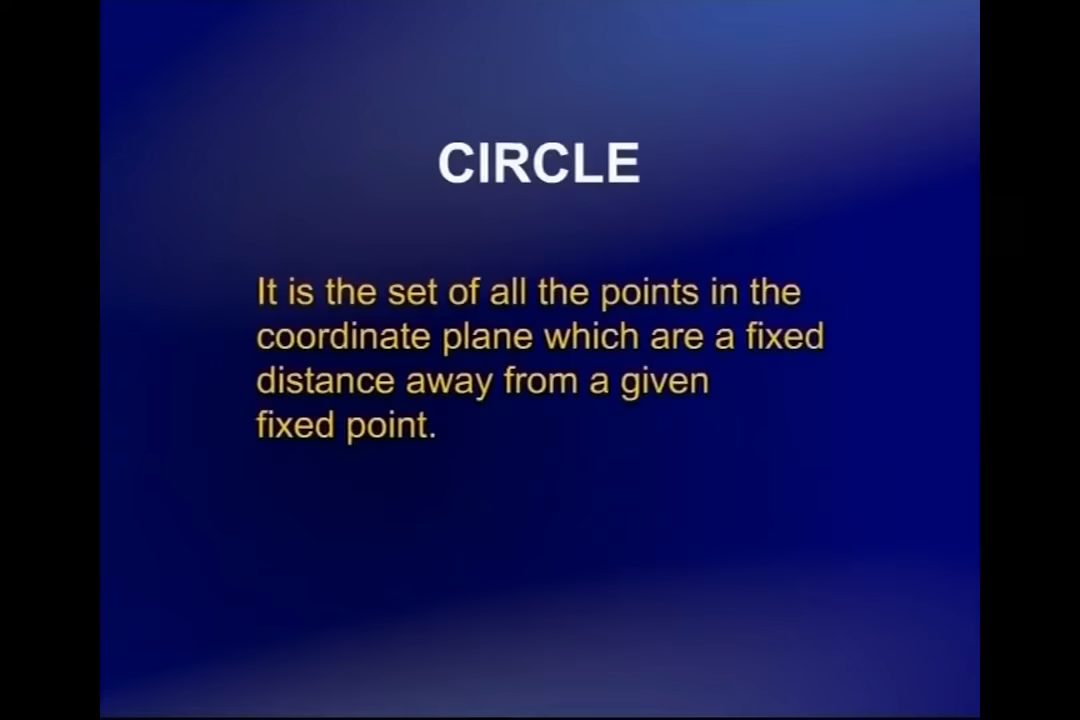 CIRCLE
It is the set of all the points in the
coordinate plane which are a fixed
distance away from a given
fixed point.